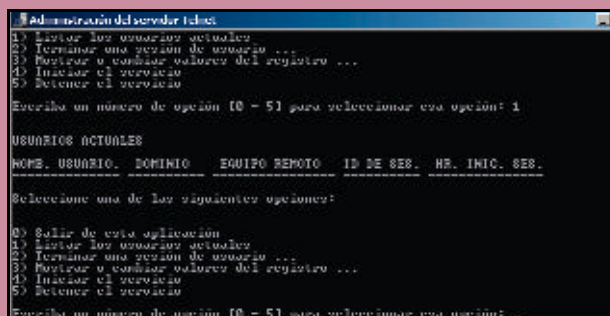 Administración del servidor Telnet
1) Listar los usuarios actuales
2) Terminar una sesión de usuario ...
3) Mostrar o cambiar valores del registro ...
4) Iniciar el servicio
5) Detener el servicio
Escriba un número de opción [0 - 5] para seleccionar esa opción: 1
USUARIOS ACTUALES
NOMB. USUARIO. DOMINIO EQUIPO REMOTO ID DE SES. HR. INIC. SES.
Seleccione una de las siguientes opciones:
0) Salir de esta aplicación
1) Listar los usuarios actuales
2) Terminar una sesión de usuario ...
3) Mostrar o cambiar valores del registro ...
4) Iniciar el servicio
5) Detener el servicio
Escriba un número de opción [0 - 5] para seleccionar esa opción: